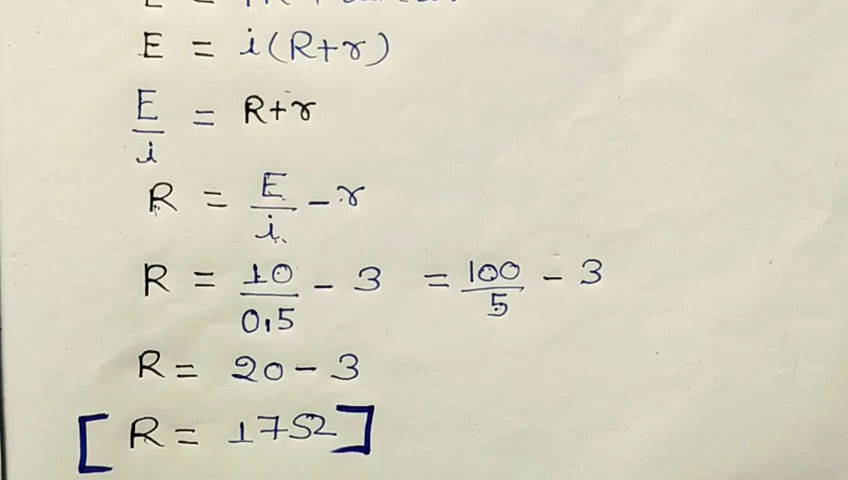 E = i(R+r)
E/i = R+r
R = E/i - r
R = 10/0.5 - 3 = 100/5 - 3
R = 20 - 3
[R = 17Ω]